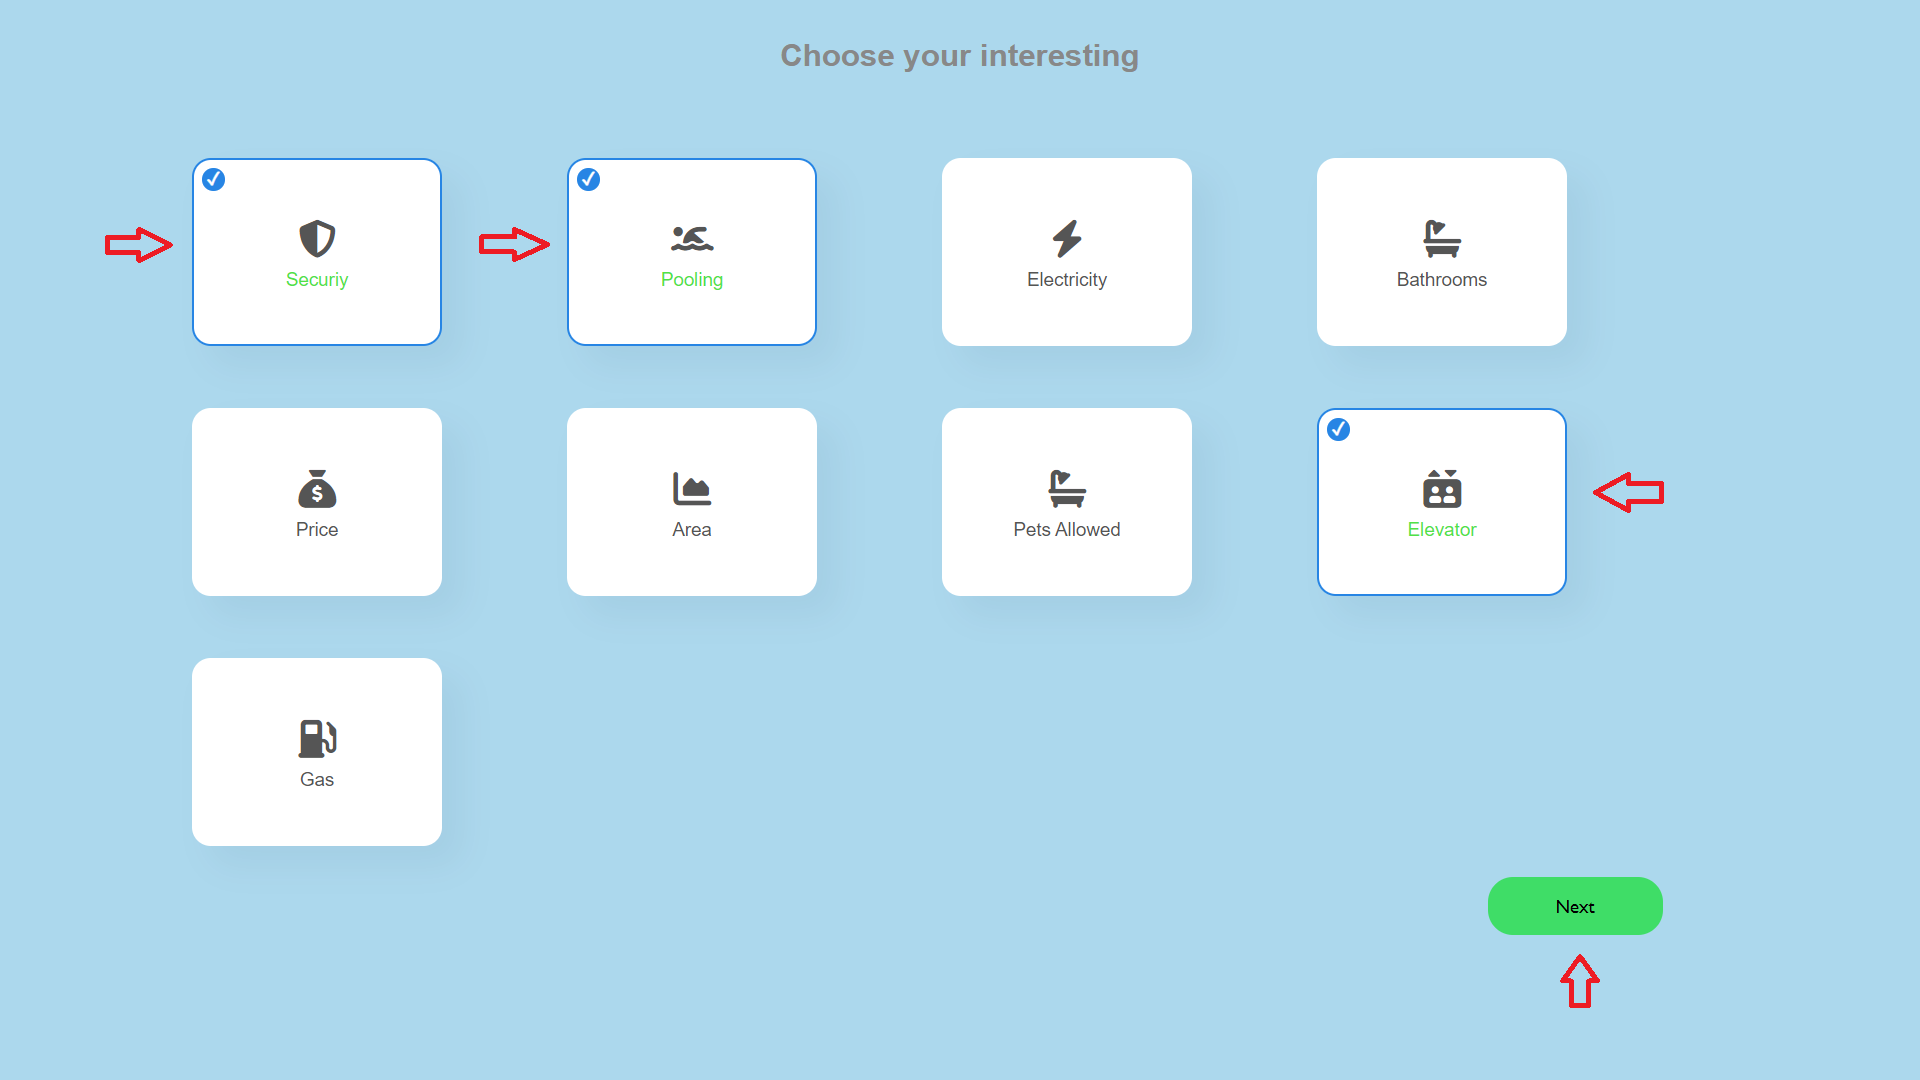 Choose your interesting
Securiy
Pooling
Electricity
Bathrooms
Price
Area
Pets Allowed
Elevator
Gas
Next